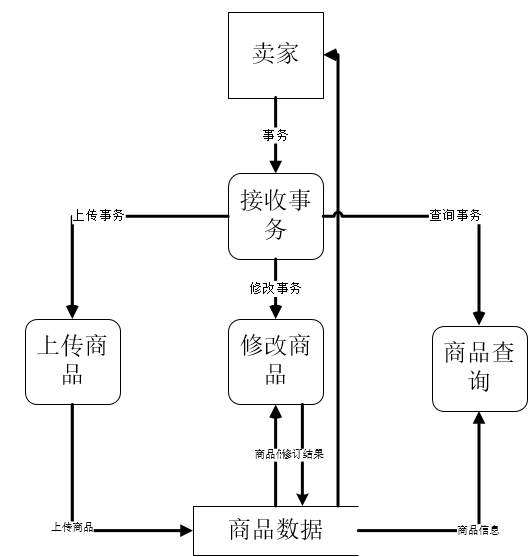 卖家
事务
接收事
务
上传事务
查询事务
修改事务
上传商
品
修改商
品
商品查
询
商品
修订结果
上传商品
商品数据
商品信息